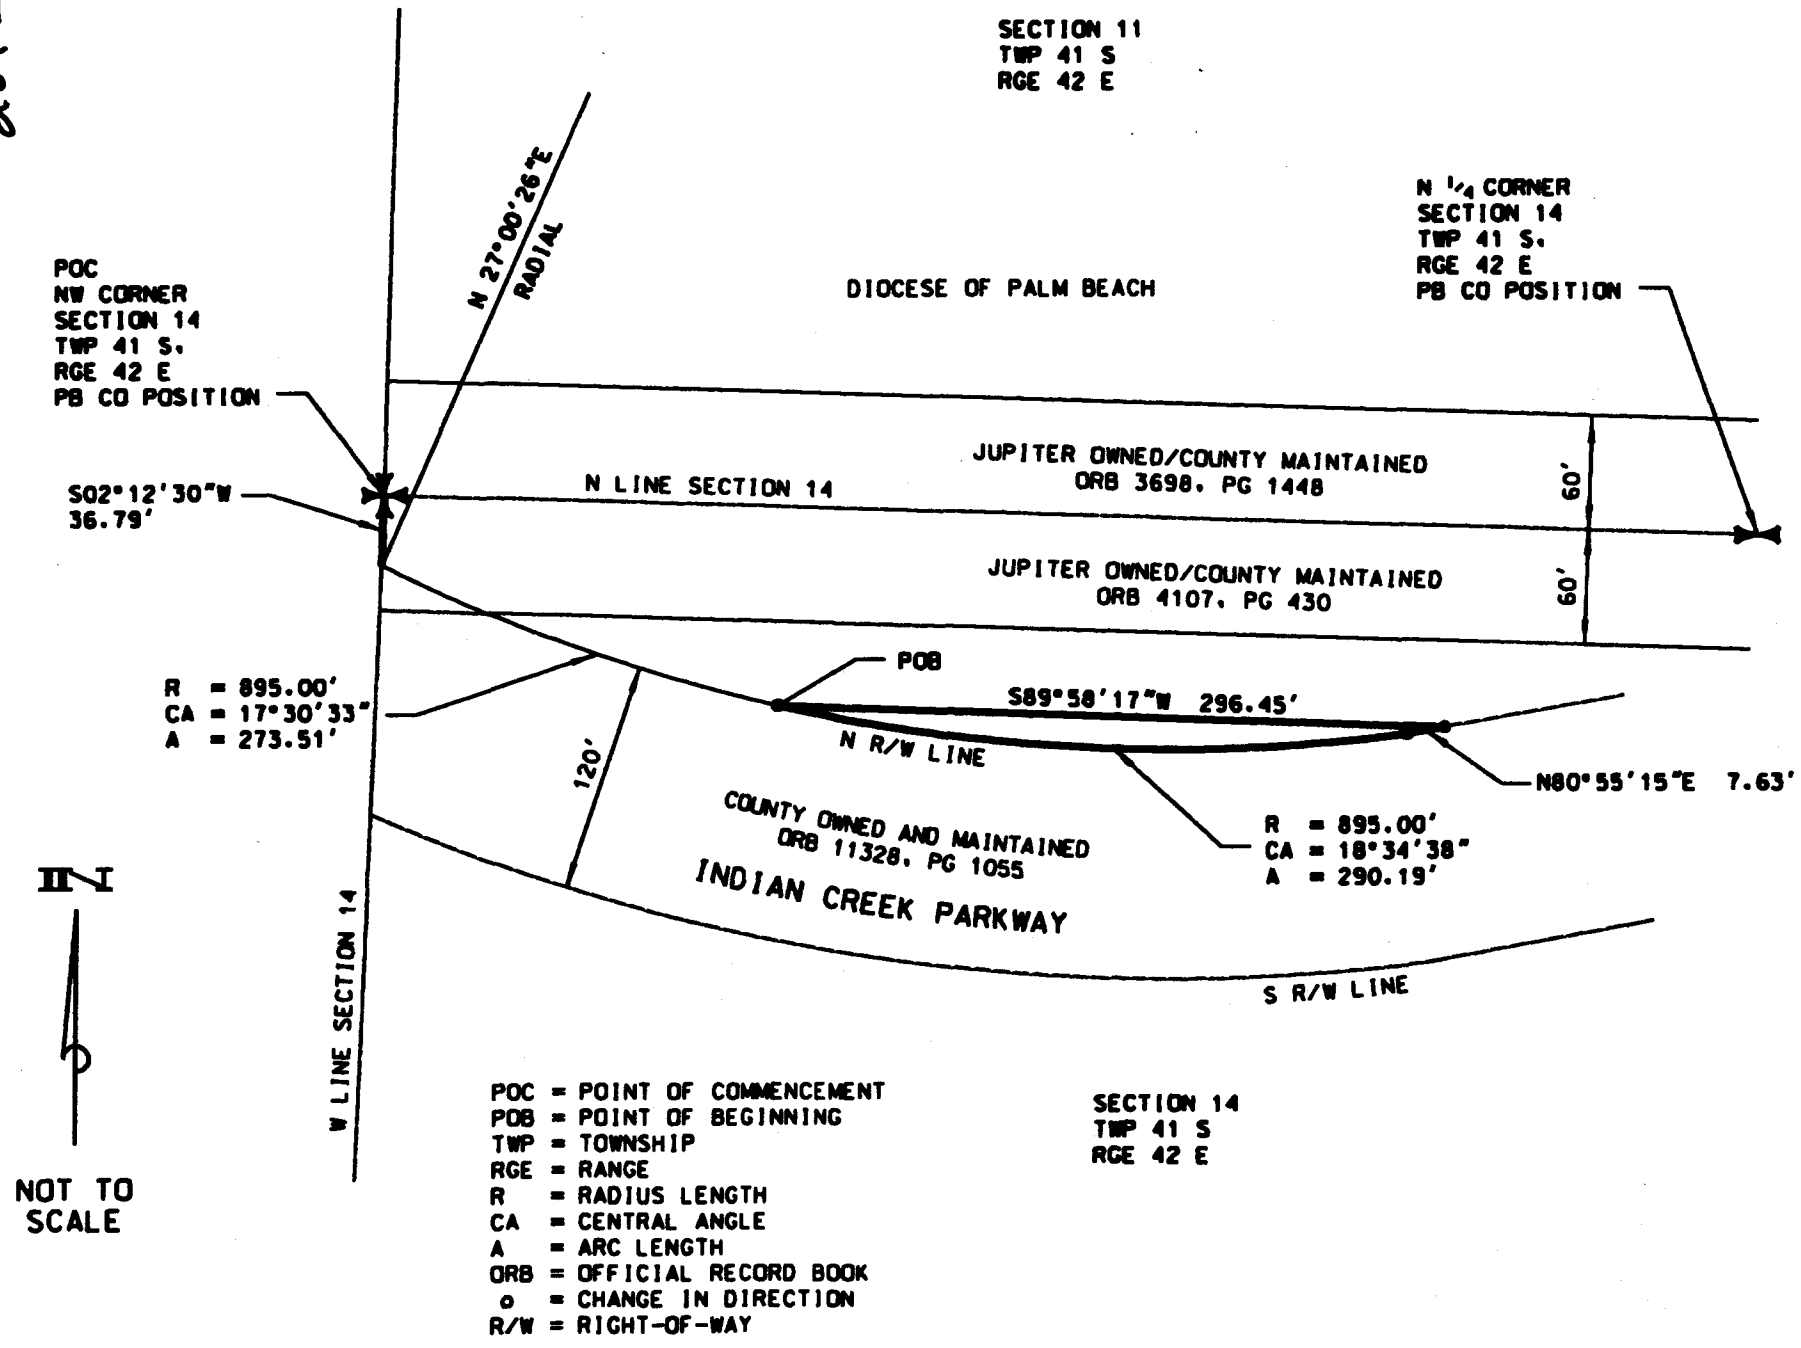 SECTION 11
TWP 41 S
RGE 42 E
N 27°00'26"E
RADIAL
N 1/4 CORNER
SECTION 14
TWP 41 S.
RGE 42 E
PB CO POSITION
POC
NW CORNER
SECTION 14
TWP 41 S.
RGE 42 E
PB CO POSITION
DIOCESE OF PALM BEACH
S02°12'30"W
36.79'
N LINE SECTION 14
JUPITER OWNED/COUNTY MAINTAINED
ORB 3698, PG 1448
60'
JUPITER OWNED/COUNTY MAINTAINED
ORB 4107, PG 430
60'
POB
R = 895.00'
CA = 17°30'33"
A = 273.51'
S89°58'17"W 296.45'
N R/W LINE
120'
N80°55'15"E 7.63'
COUNTY OWNED AND MAINTAINED
ORB 11328, PG 1055
INDIAN CREEK PARKWAY
R = 895.00'
CA = 18°34'38"
A = 290.19'
S R/W LINE
W LINE SECTION 14
NOT TO
SCALE
POC = POINT OF COMMENCEMENT
POB = POINT OF BEGINNING
TWP = TOWNSHIP
RGE = RANGE
R = RADIUS LENGTH
CA = CENTRAL ANGLE
A = ARC LENGTH
ORB = OFFICIAL RECORD BOOK
o = CHANGE IN DIRECTION
R/W = RIGHT-OF-WAY
SECTION 14
TWP 41 S
RGE 42 E